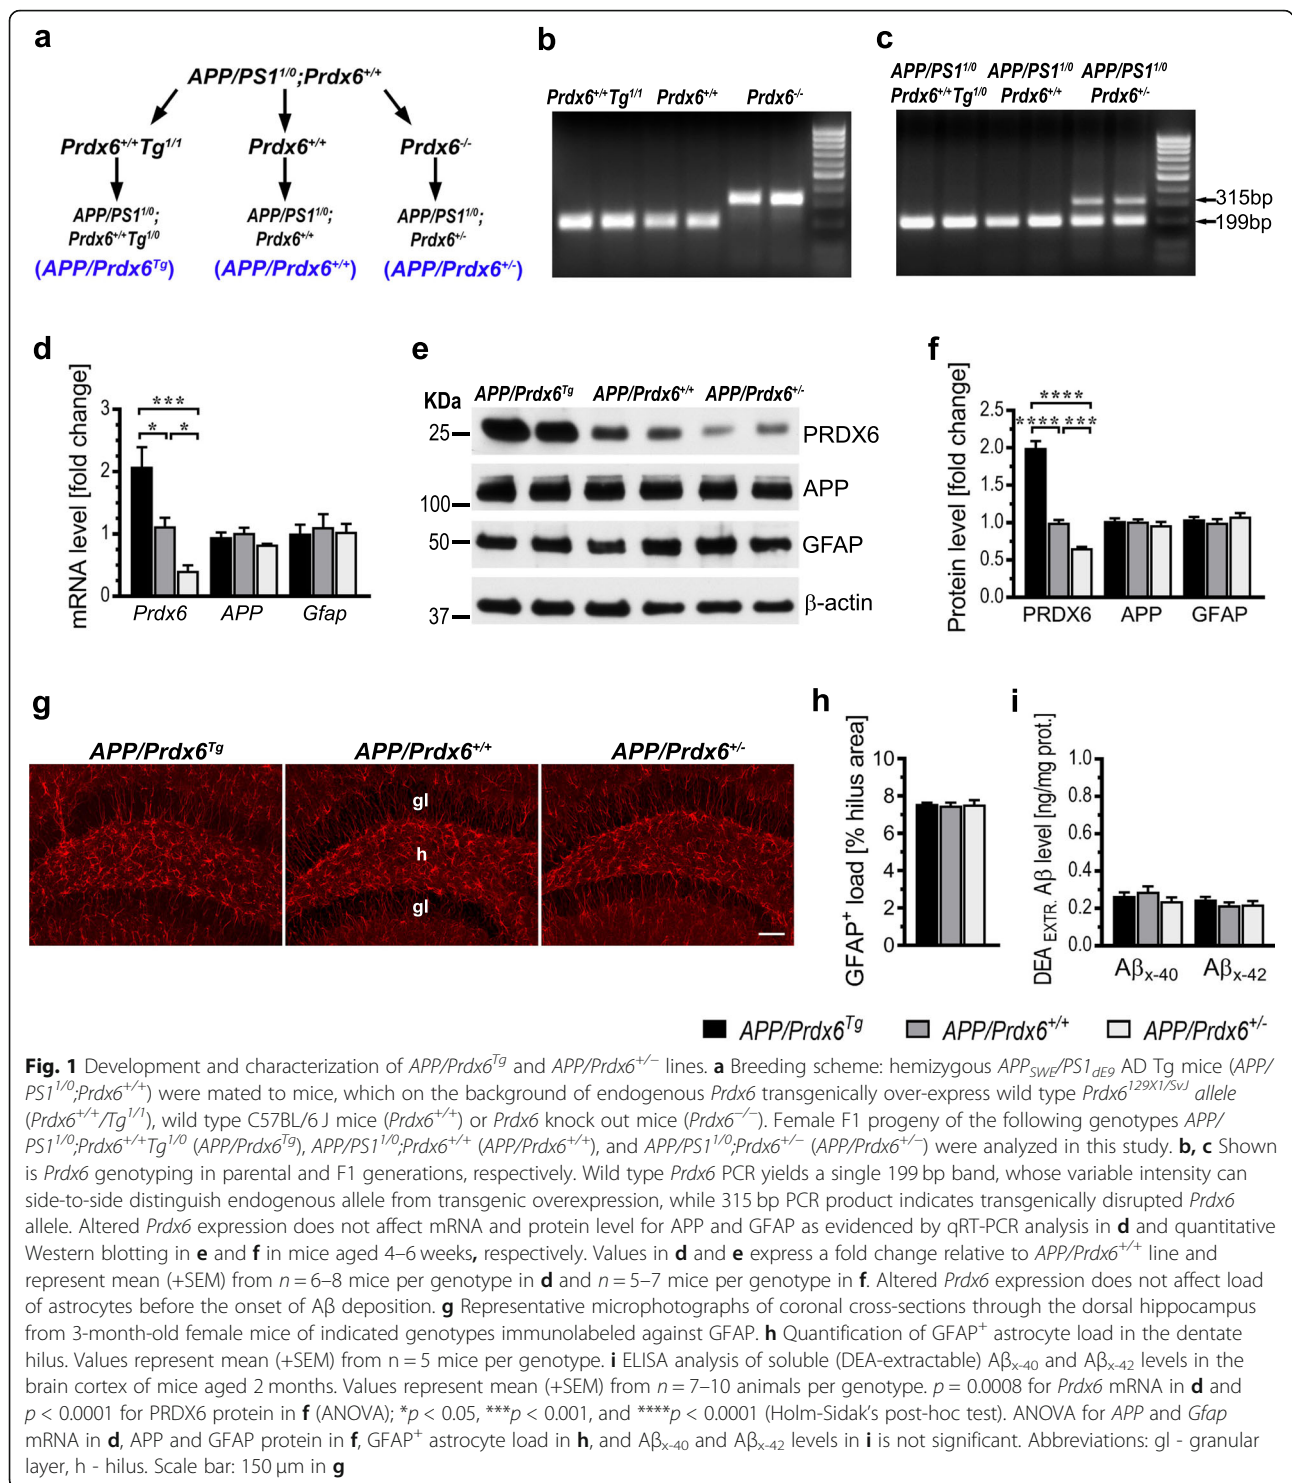 a
APP/PS1^1/0;Prdx6^+/+
Prdx6^+/+Tg^1/1 Prdx6^+/+ Prdx6^-/-
APP/PS1^1/0; APP/PS1^1/0; APP/PS1^1/0;
Prdx6^+/+Tg^1/0 Prdx6^+/+ Prdx6^+/-
(APP/Prdx6^Tg) (APP/Prdx6^+/+) (APP/Prdx6^+/-)
b
Prdx6^+/+Tg^1/1 Prdx6^+/+ Prdx6^-/-
c
APP/PS1^1/0 APP/PS1^1/0 APP/PS1^1/0
Prdx6^+/+Tg^1/0 Prdx6^+/+ Prdx6^+/-
315bp
199bp
d
mRNA level [fold change]
3
2
1
0
***
* *
Prdx6 APP Gfap
e
APP/Prdx6^Tg APP/Prdx6^+/+ APP/Prdx6^+/-
KDa
25 PRDX6
100 APP
50 GFAP
37 β-actin
f
Protein level [fold change]
2.5
2.0
1.5
1.0
0.5
0.0
****
**** ***
PRDX6 APP GFAP
g
APP/Prdx6^Tg APP/Prdx6^+/+ APP/Prdx6^+/-
gl
h
gl
h
GFAP^+ load [% hilus area]
10
8
6
4
2
0
i
DEA EXTR. Aβ level [ng/mg prot.]
1.0
0.8
0.6
0.4
0.2
0.0
Aβx-40 Aβx-42
APP/Prdx6^Tg APP/Prdx6^+/+ APP/Prdx6^+/-
Fig. 1 Development and characterization of APP/Prdx6^Tg and APP/Prdx6^+/− lines. a Breeding scheme: hemizygous APP_SWE/PS1_dE9 AD Tg mice (APP/
PS1^1/0;Prdx6^+/+) were mated to mice, which on the background of endogenous Prdx6 transgenically over-express wild type Prdx6^129X1/SvJ allele
(Prdx6^+/+/Tg^1/1), wild type C57BL/6 J mice (Prdx6^+/+) or Prdx6 knock out mice (Prdx6^−/−). Female F1 progeny of the following genotypes APP/
PS1^1/0;Prdx6^+/+Tg^1/0 (APP/Prdx6^Tg), APP/PS1^1/0;Prdx6^+/+ (APP/Prdx6^+/+), and APP/PS1^1/0;Prdx6^+/− (APP/Prdx6^+/−) were analyzed in this study. b, c Shown
is Prdx6 genotyping in parental and F1 generations, respectively. Wild type Prdx6 PCR yields a single 199 bp band, whose variable intensity can
side-to-side distinguish endogenous allele from transgenic overexpression, while 315 bp PCR product indicates transgenically disrupted Prdx6
allele. Altered Prdx6 expression does not affect mRNA and protein level for APP and GFAP as evidenced by qRT-PCR analysis in d and quantitative
Western blotting in e and f in mice aged 4–6 weeks, respectively. Values in d and e express a fold change relative to APP/Prdx6^+/+ line and
represent mean (+SEM) from n = 6–8 mice per genotype in d and n = 5–7 mice per genotype in f. Altered Prdx6 expression does not affect load
of astrocytes before the onset of Aβ deposition. g Representative microphotographs of coronal cross-sections through the dorsal hippocampus
from 3-month-old female mice of indicated genotypes immunolabeled against GFAP. h Quantification of GFAP^+ astrocyte load in the dentate
hilus. Values represent mean (+SEM) from n = 5 mice per genotype. i ELISA analysis of soluble (DEA-extractable) Aβx-40 and Aβx-42 levels in the
brain cortex of mice aged 2 months. Values represent mean (+SEM) from n = 7–10 animals per genotype. p = 0.0008 for Prdx6 mRNA in d and
p < 0.0001 for PRDX6 protein in f (ANOVA); *p < 0.05, ***p < 0.001, and ****p < 0.0001 (Holm-Sidak's post-hoc test). ANOVA for APP and Gfap
mRNA in d, APP and GFAP protein in f, GFAP^+ astrocyte load in h, and Aβx-40 and Aβx-42 levels in i is not significant. Abbreviations: gl - granular
layer, h - hilus. Scale bar: 150 μm in g